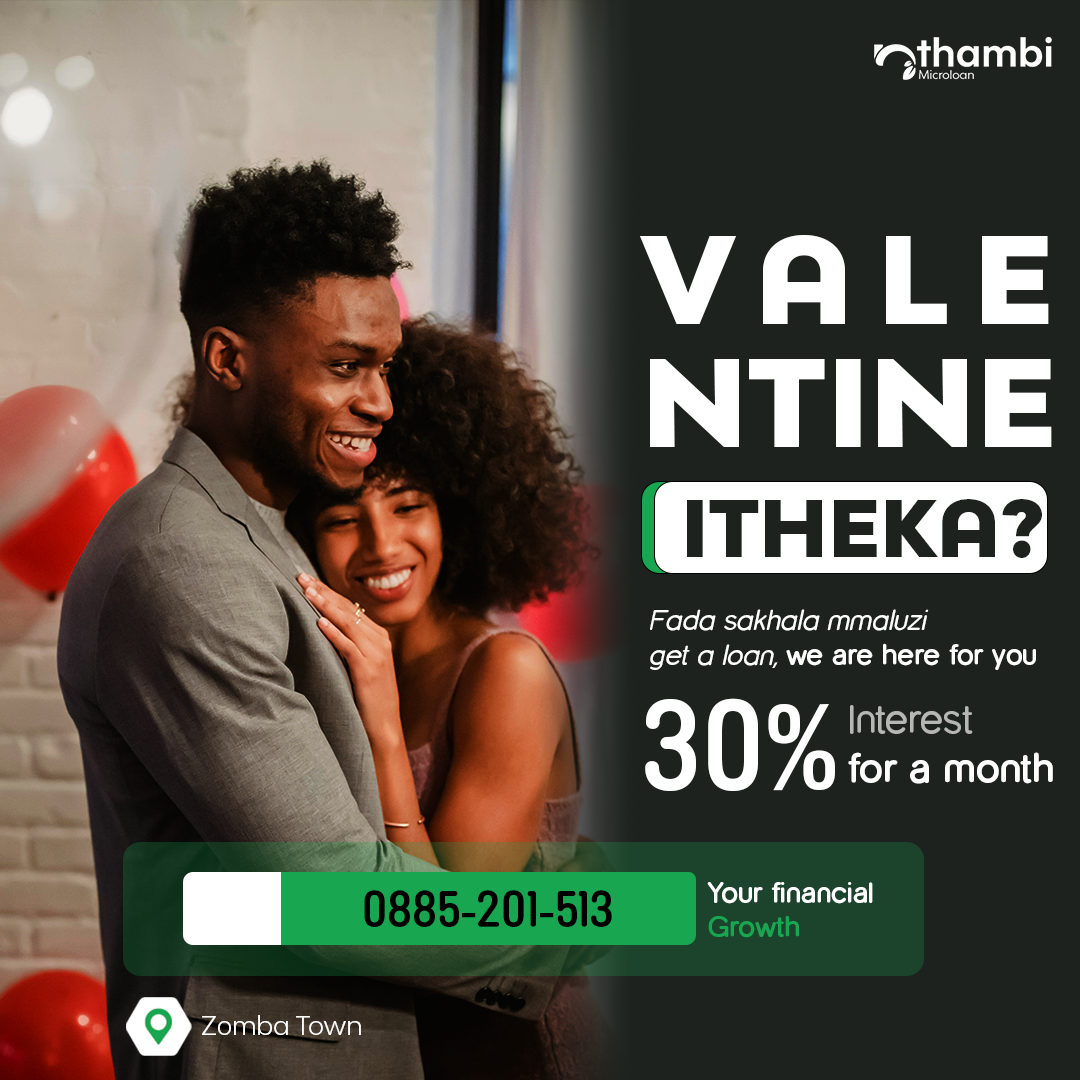 thambi
Microloan
VALE
NTINE
ITHEKA?
Fada sakhala mmaluzi
get a loan, we are here for you
30% Interest
for a month
0885-201-513
Your financial
Growth
Zomba Town